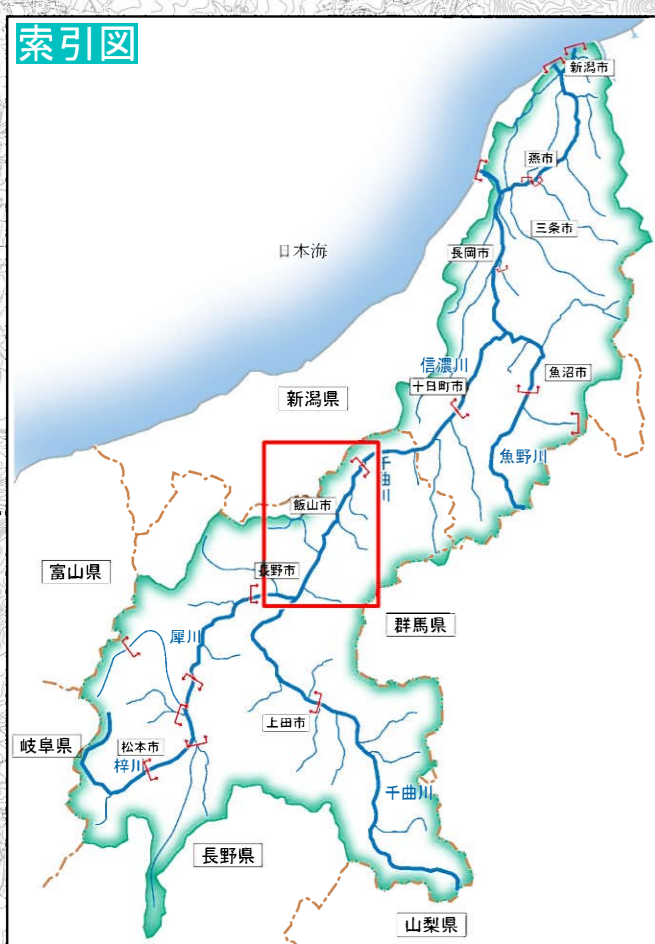 索引図
新潟市
燕市
三条市
日本海
長岡市
信濃川
魚沼市
十日町市
新潟県
魚野川
千曲川
飯山市
富山県
長野市
群馬県
犀川
上田市
岐阜県
松本市
梓川
千曲川
長野県
山梨県